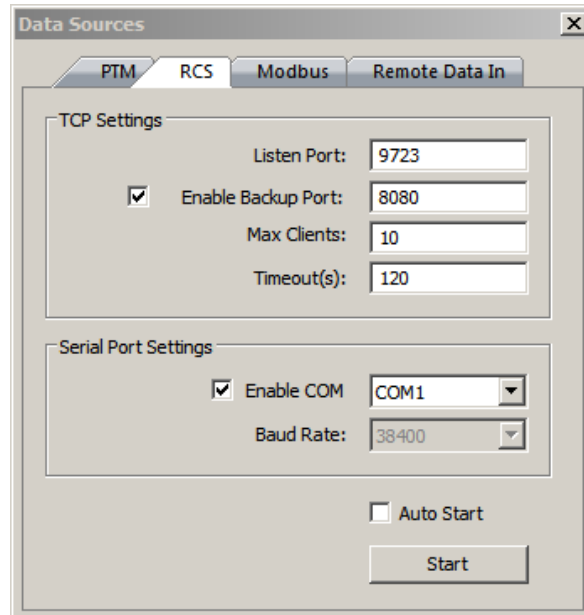 Data Sources
PTM RCS Modbus Remote Data In
TCP Settings
Listen Port: 9723
Enable Backup Port: 8080
Max Clients: 10
Timeout(s): 120
Serial Port Settings
Enable COM COM1
Baud Rate: 38400
Auto Start
Start